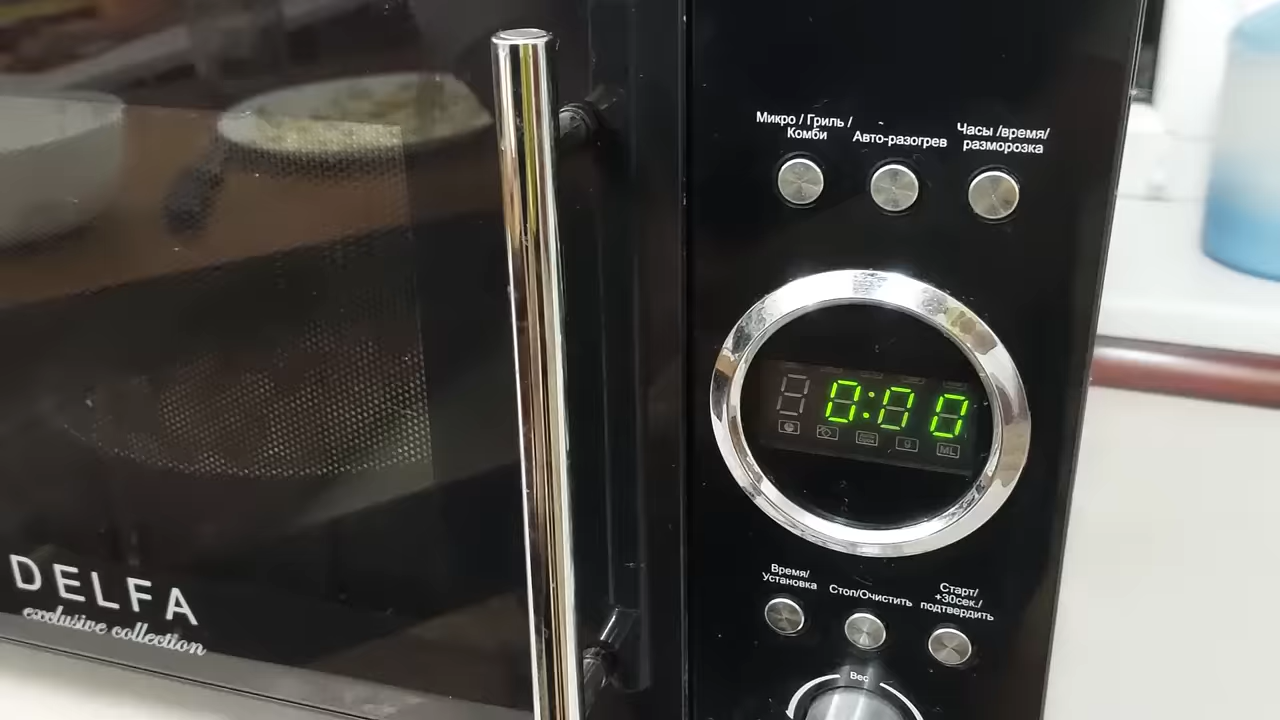 Микро / Гриль /
Комби
Авто-разогрев
Часы /время/
разморозка
0:00
g
ML
Время/
Установка
Стоп/Очистить
Старт/
+30сек./
подтвердить
Вес
DELFA
exclusive collection